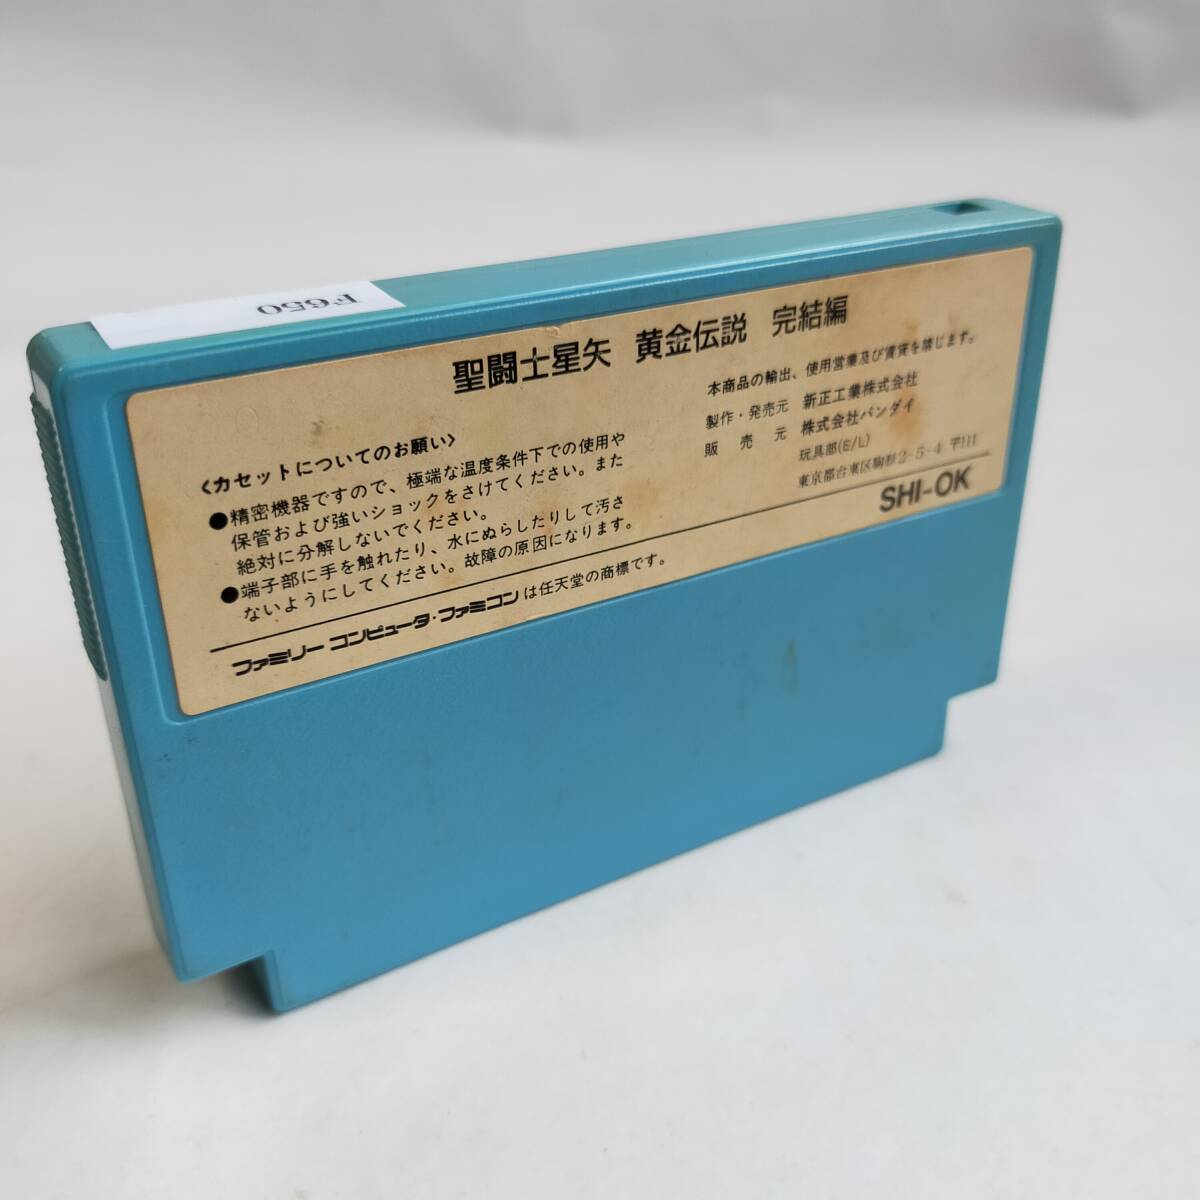 F650
聖闘士星矢 黄金伝説 完結編
〈カセットについてのお願い〉
●精密機器ですので、極端な温度条件下での使用や
保管および強いショックをさけてください。また
絶対に分解しないでください。
●端子部に手を触れたり、水にぬらしたりして汚さ
ないようにしてください。故障の原因になります。
本商品の輸出、使用営業及び賃貸を禁じます。
製作・発売元 新正工業株式会社
販売元 株式会社バンダイ
玩具部(E/L)
東京都台東区駒形2-5-4 〒111
SHI-OK
ファミリーコンピュータ・ファミコンは任天堂の商標です。